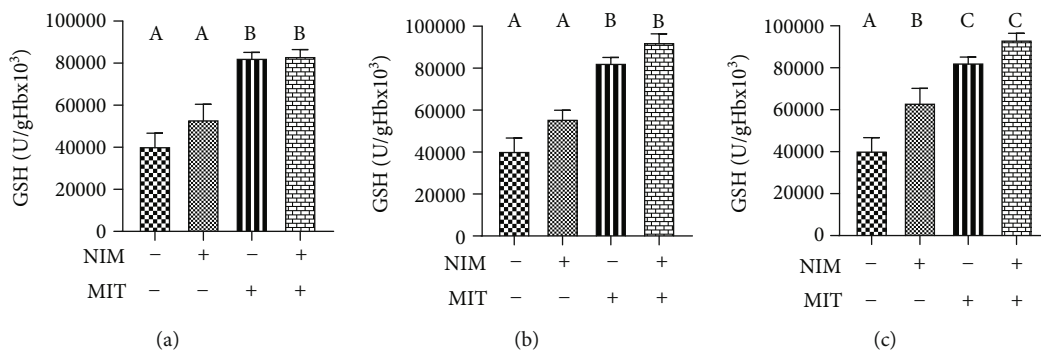 GSH (U/gHbx10³)
100000
80000
60000
40000
20000
0
A A B B
NIM − + − +
MIT − − + +
(a)
GSH (U/gHbx10³)
100000
80000
60000
40000
20000
0
A A B B
NIM − + − +
MIT − − + +
(b)
GSH (U/gHbx10³)
100000
80000
60000
40000
20000
0
A B C C
NIM − + − +
MIT − − + +
(c)